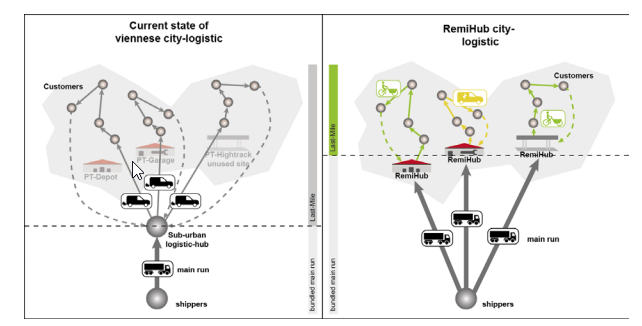 Current state of
viennese city-logistic
Customers
PT-Garage
PT-Depot
PT-Hightrack
unused site
Sub-urban
logistic-hub
main run
shippers
Last-Mile
bundled main run
RemiHub city-
logistic
Customers
Last-Mile
RemiHub
RemiHub
RemiHub
main run
shippers
bundled main run